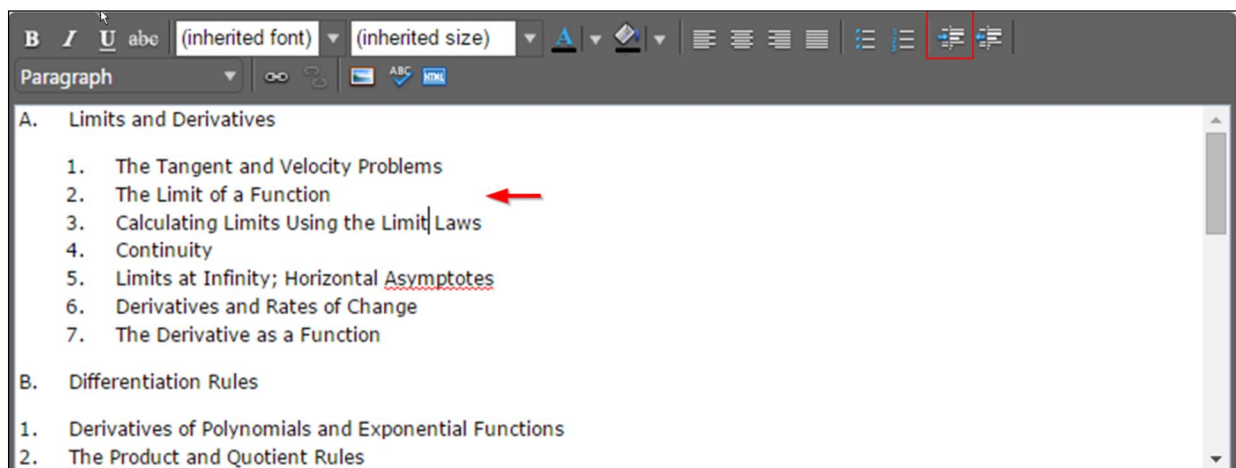 B I U abc (inherited font) (inherited size) A
Paragraph ABC HTML
A. Limits and Derivatives
1. The Tangent and Velocity Problems
2. The Limit of a Function
3. Calculating Limits Using the Limit Laws
4. Continuity
5. Limits at Infinity; Horizontal Asymptotes
6. Derivatives and Rates of Change
7. The Derivative as a Function
B. Differentiation Rules
1. Derivatives of Polynomials and Exponential Functions
2. The Product and Quotient Rules